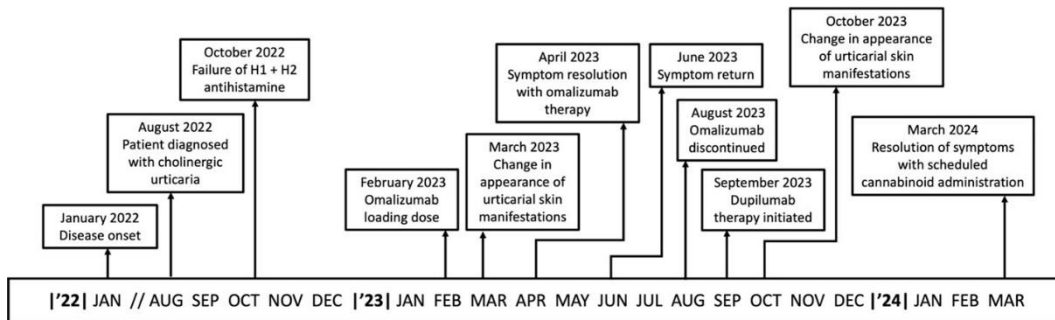 October 2022
Failure of H1 + H2
antihistamine
August 2022
Patient diagnosed
with cholinergic
urticaria
January 2022
Disease onset
February 2023
Omalizumab
loading dose
March 2023
Change in
appearance of
urticarial skin
manifestations
April 2023
Symptom resolution
with omalizumab
therapy
June 2023
Symptom return
August 2023
Omalizumab
discontinued
September 2023
Dupilumab
therapy initiated
October 2023
Change in appearance
of urticarial skin
manifestations
March 2024
Resolution of symptoms
with scheduled
cannabinoid administration
|’22| JAN // AUG SEP OCT NOV DEC |’23| JAN FEB MAR APR MAY JUN JUL AUG SEP OCT NOV DEC |’24| JAN FEB MAR